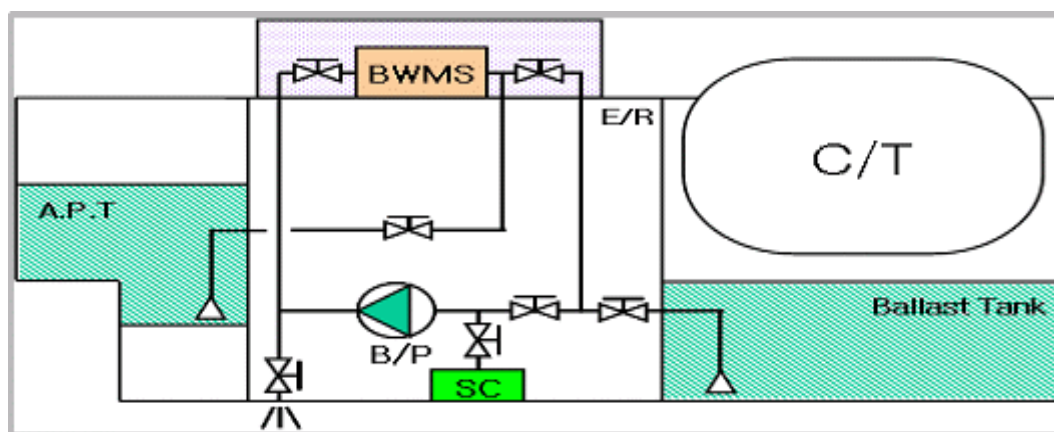 BWMS
E/R
C/T
A.P.T
Ballast Tank
B/P
SC